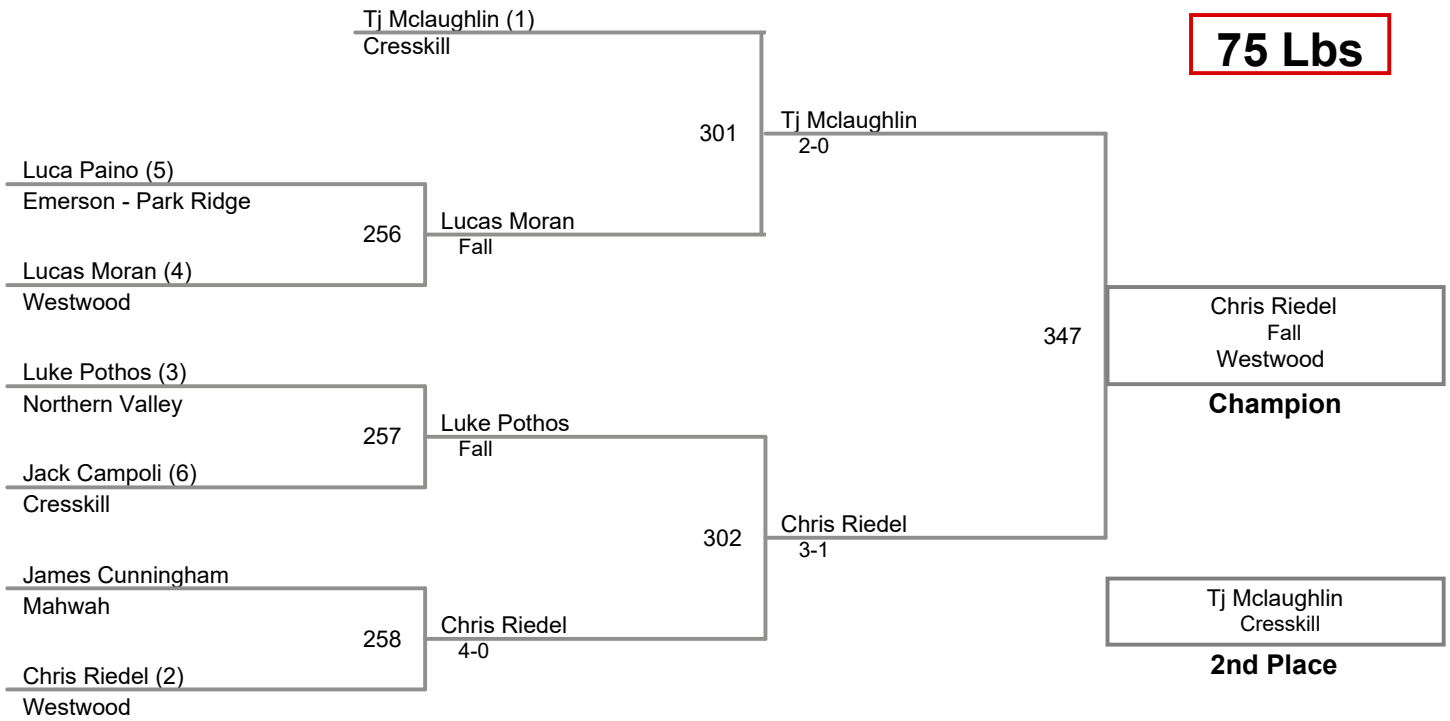 Tj Mclaughlin (1)
Cresskill
75 Lbs
301
Tj Mclaughlin
2-0
Luca Paino (5)
Emerson - Park Ridge
256
Lucas Moran
Fall
Lucas Moran (4)
Westwood
347
Chris Riedel
Fall
Westwood
Champion
Luke Pothos (3)
Northern Valley
257
Luke Pothos
Fall
Jack Campoli (6)
Cresskill
302
Chris Riedel
3-1
James Cunningham
Mahwah
258
Chris Riedel
4-0
Chris Riedel (2)
Westwood
Tj Mclaughlin
Cresskill
2nd Place